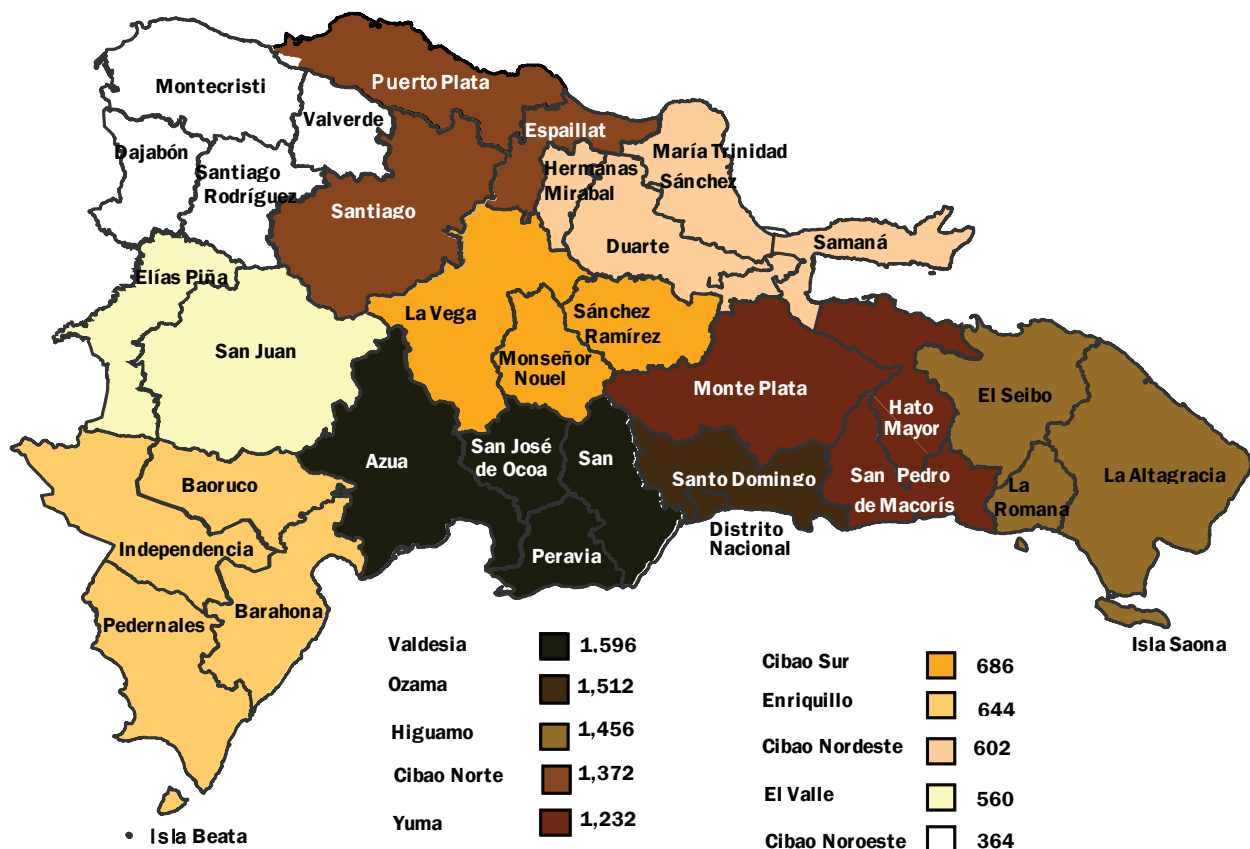 Montecristi
Puerto Plata
Valverde
Espaillat
Dajabón
Santiago
Rodríguez
Hermanas
Mirabal
María Trinidad
Sánchez
Santiago
Duarte
Samaná
Elías Piña
La Vega
Sánchez
Ramírez
San Juan
Monseñor
Nouel
Monte Plata
Hato
Mayor
El Seibo
Azua
San José
de Ocoa
San
Baoruco
Santo Domingo
San Pedro
de Macorís
La
Romana
La Altagracia
Distrito
Nacional
Independencia
Peravia
Barahona
Pedernales
Isla Saona
Isla Beata
Valdesia 1.596
Ozama 1,512
Higuamo 1,456
Cibao Norte 1,372
Yuma 1,232
Cibao Sur 686
Enriquillo 644
Cibao Nordeste 602
El Valle 560
Cibao Noroeste 364